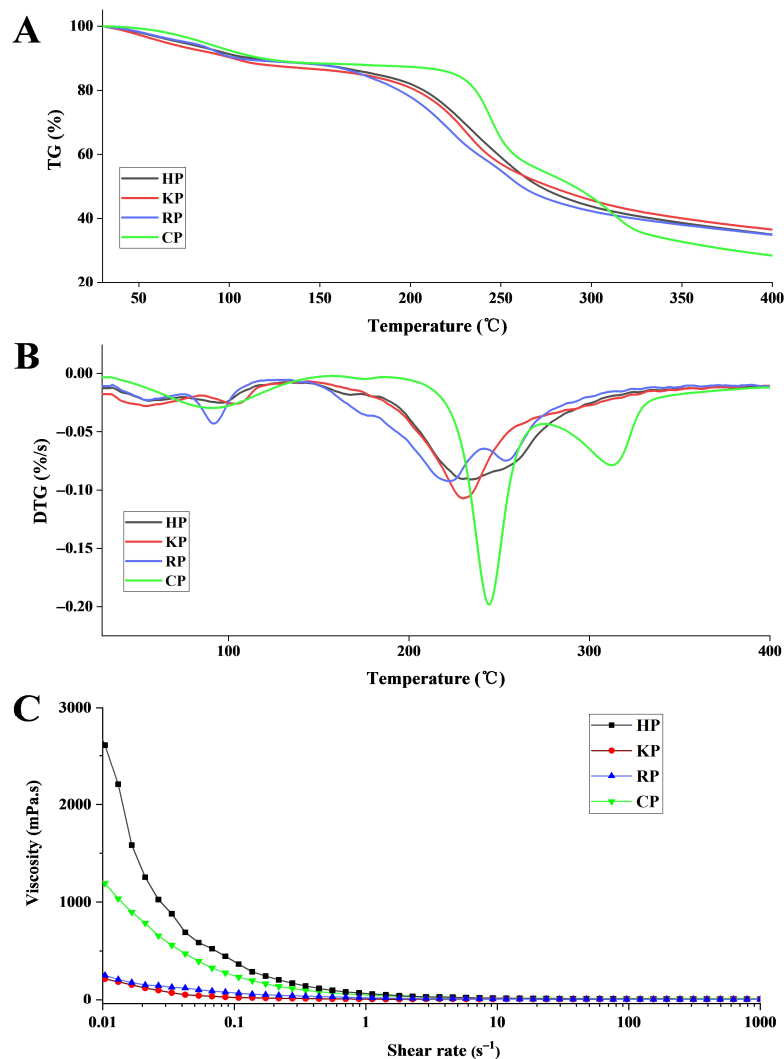 A
100
80
60
40
20
TG (%)
HP
KP
RP
CP
50
100
150
200
250
300
350
400
Temperature (℃)
B
0.00
−0.05
−0.10
−0.15
−0.20
DTG (%/s)
HP
KP
RP
CP
100
200
300
400
Temperature (℃)
C
3000
2000
1000
0
Viscosity (mPa.s)
HP
KP
RP
CP
0.01
0.1
1
10
100
1000
Shear rate (s⁻¹)